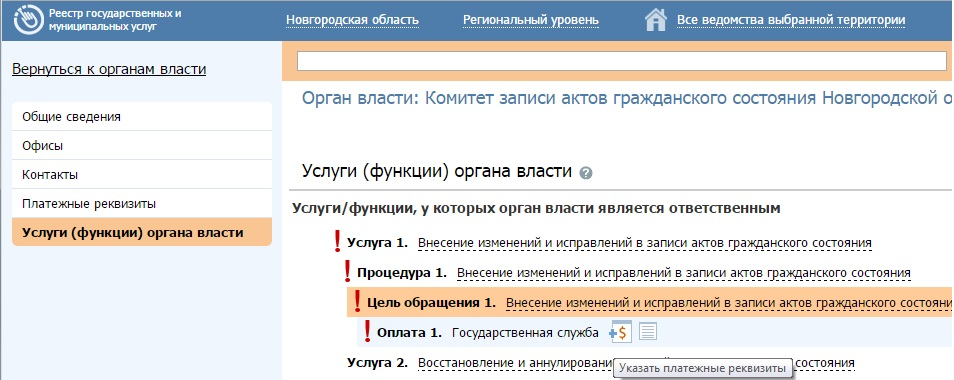 Реестр государственных и
муниципальных услуг
Новгородская область
Региональный уровень
Все ведомства выбранной территории
Вернуться к органам власти
Общие сведения
Офисы
Контакты
Платежные реквизиты
Услуги (функции) органа власти
Орган власти: Комитет записи актов гражданского состояния Новгородской о
Услуги (функции) органа власти ?
Услуги/функции, у которых орган власти является ответственным
! Услуга 1. Внесение изменений и исправлений в записи актов гражданского состояния
! Процедура 1. Внесение изменений и исправлений в записи актов гражданского состояния
! Цель обращения 1. Внесение изменений и исправлений в записи актов гражданского состояни
! Оплата 1. Государственная служба +$
Услуга 2. Восстановление и аннулировани состояния
Указать платежные реквизиты